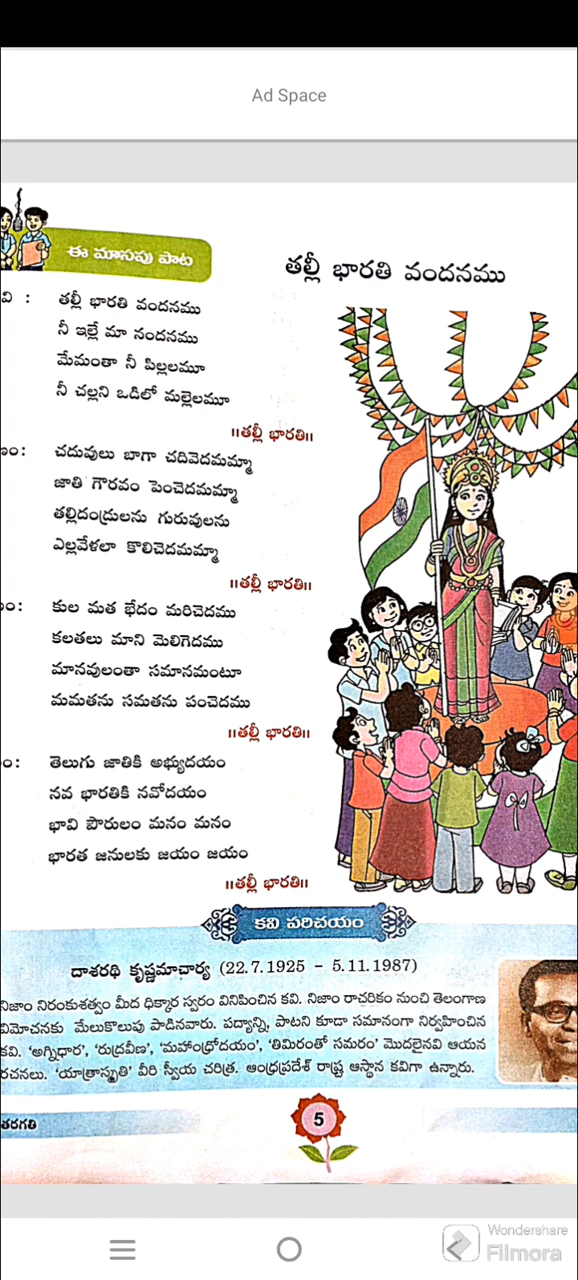 Ad Space
ఈ మాసపు పాట
తల్లీ భారతి వందనము
వి : తల్లీ భారతి వందనము
నీ ఇల్లే మా నందనము
మేమంతా నీ పిల్లలమూ
నీ చల్లని ఒడిలో మల్లెలమూ
॥తల్లీ భారతి॥
ణం: చదువులు బాగా చదివెదమమ్మా
జాతి గౌరవం పెంచెదమమ్మా
తల్లిదండ్రులను గురువులను
ఎల్లవేళలా కొలిచెదమమ్మా
॥తల్లీ భారతి॥
ణం: కుల మత భేదం మరిచెదము
కలతలు మాని మెలిగెదము
మానవులంతా సమానమంటూ
మమతను సమతను పంచెదము
॥తల్లీ భారతి॥
ం: తెలుగు జాతికి అభ్యుదయం
నవ భారతికి నవోదయం
భావి పౌరులం మనం మనం
భారత జనులకు జయం జయం
॥తల్లీ భారతి॥
కవి పరిచయం
దాశరథి కృష్ణమాచార్య (22.7.1925 - 5.11.1987)
నిజాం నిరంకుశత్వం మీద ధిక్కార స్వరం వినిపించిన కవి. నిజాం రాచరికం నుంచి తెలంగాణ
విమోచనకు మేలుకొలుపు పాడినవారు. పద్యాన్ని పాటని కూడా సమానంగా నిర్వహించిన
కవి. 'అగ్నిధార', 'రుద్రవీణ', 'మహాంధ్రోదయం', 'తిమిరంతో సమరం' మొదలైనవి ఆయన
రచనలు. 'యాత్రాస్మృతి' వీరి స్వీయ చరిత్ర. ఆంధ్రప్రదేశ్ రాష్ట్ర ఆస్థాన కవిగా ఉన్నారు.
తరగతి
5
Wondershare
Filmora